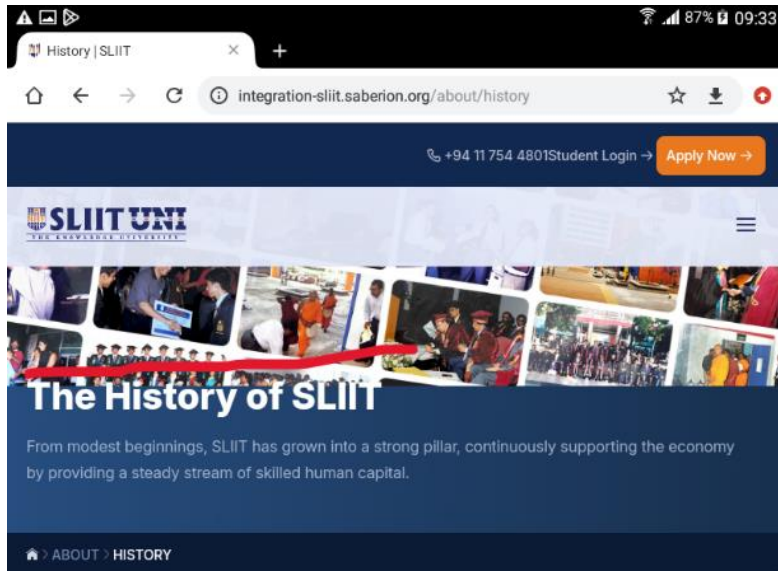 87% 09:33
History | SLIIT
integration-sliit.saberion.org/about/history
+94 11 754 4801Student Login → Apply Now →
SLIIT UNI
THE KNOWLEDGE UNIVERSITY
The History of SLIIT
From modest beginnings, SLIIT has grown into a strong pillar, continuously supporting the economy
by providing a steady stream of skilled human capital.
> ABOUT > HISTORY